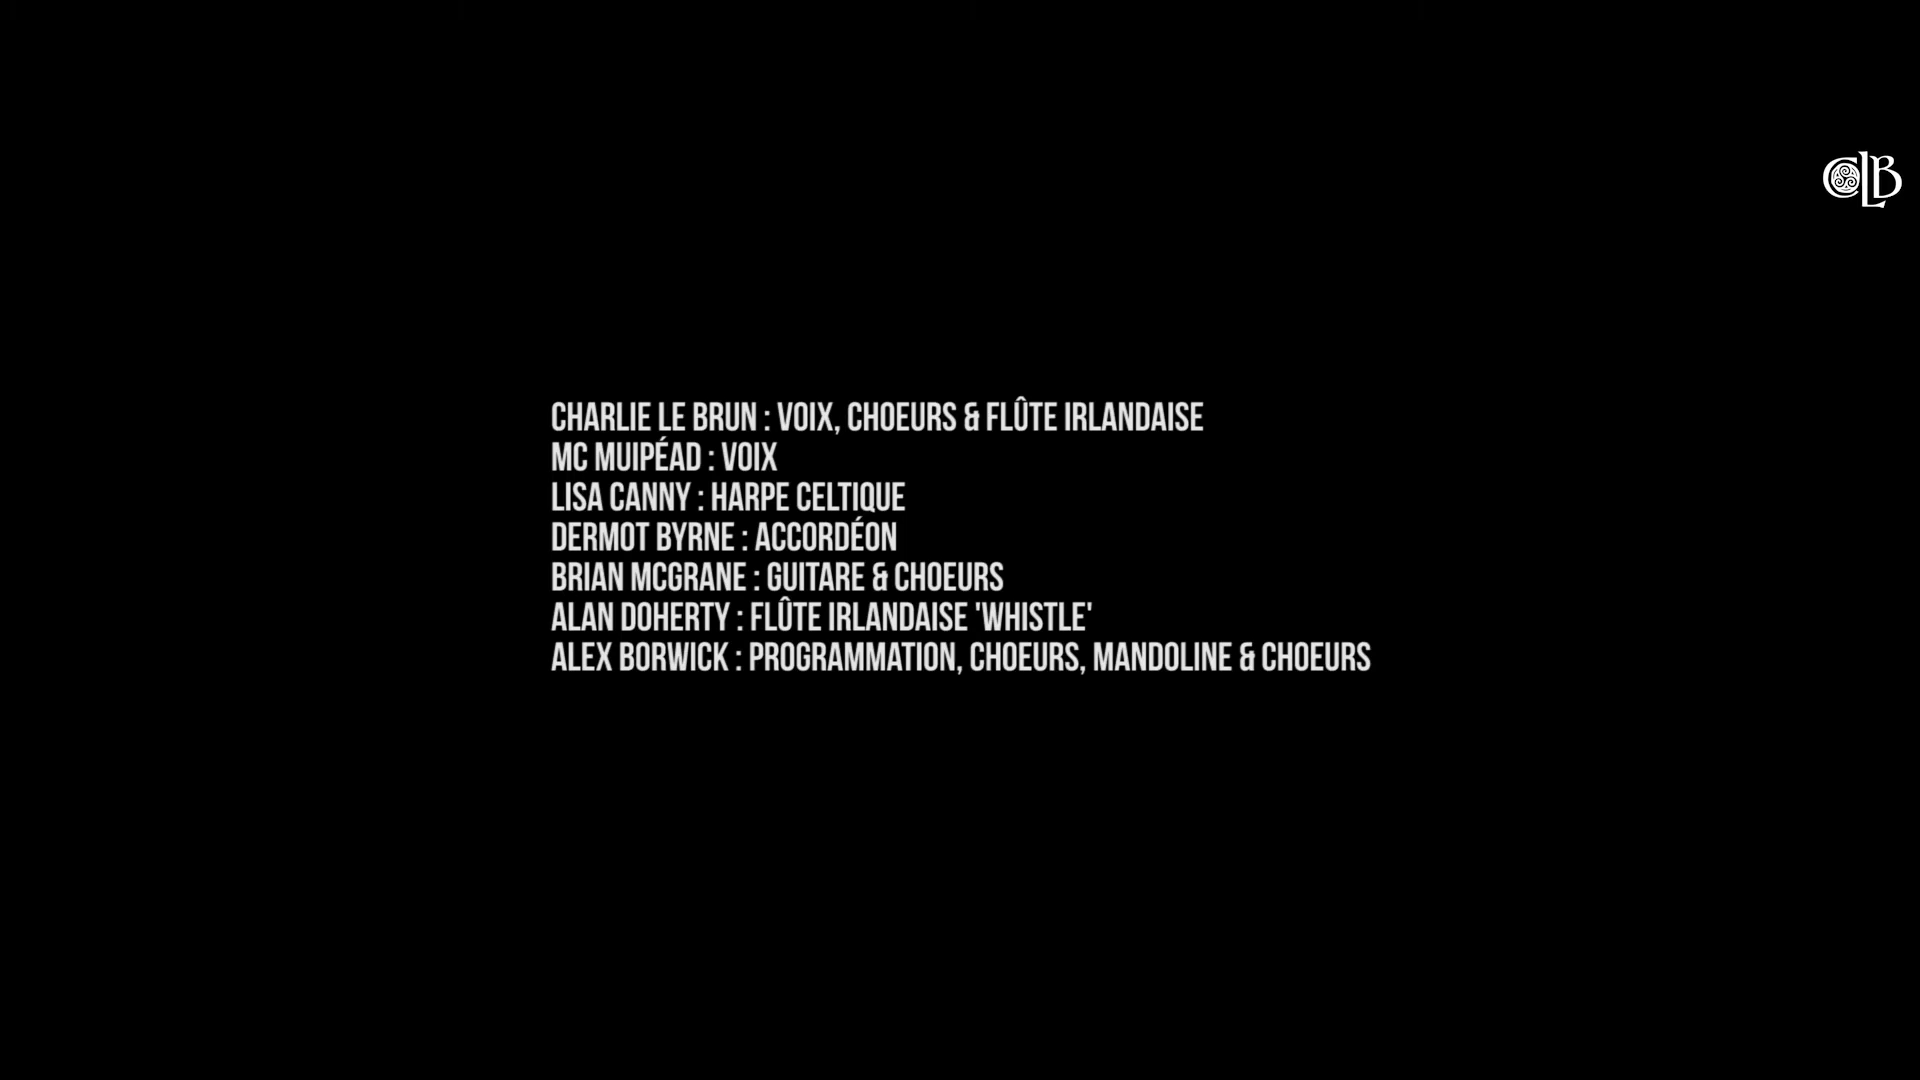 CLB
CHARLIE LE BRUN : VOIX, CHOEURS & FLÛTE IRLANDAISE
MC MUIPÉAD : VOIX
LISA CANNY : HARPE CELTIQUE
DERMOT BYRNE : ACCORDÉON
BRIAN MCGRANE : GUITARE & CHOEURS
ALAN DOHERTY : FLÛTE IRLANDAISE 'WHISTLE'
ALEX BORWICK : PROGRAMMATION, CHOEURS, MANDOLINE & CHOEURS